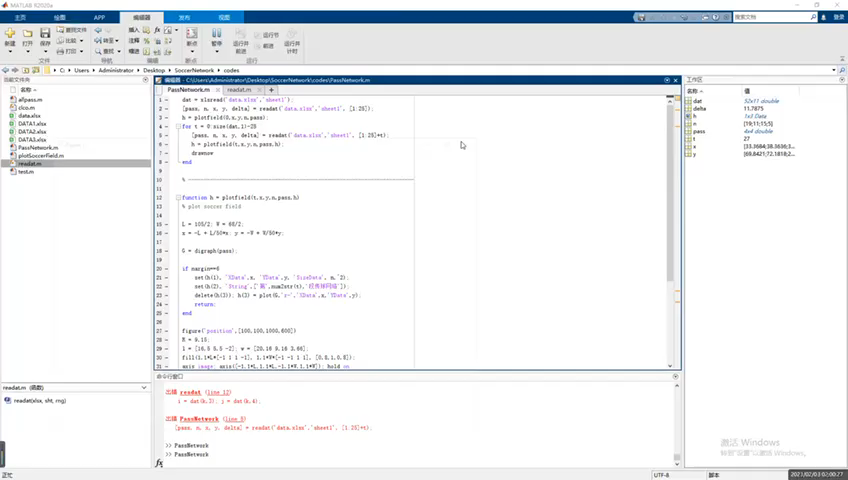 MATLAB R2020a
主页
绘图
APP
编辑器
发布
视图
搜索文档
登录
新建
打开
保存
查找文件
比较
打印
转至
查找
插入
注释
缩进
断点
运行
运行并前进
运行节
前进
运行并计时
文件
导航
编辑
断点
运行
C: Users Administrator Desktop SoccerNetwork codes
当前文件夹
名称
allpass.m
clco.m
data.xlsx
DATA1.xlsx
DATA2.xlsx
DATA3.xlsx
PassNetwork.m
plotSoccerField.m
readat.m
test.m
readat.m (函数)
readat(xlsx, sht, rng)
编辑器 - C:\Users\Administrator\Desktop\SoccerNetwork\codes\PassNetwork.m
PassNetwork.m
readat.m
1 dat = xlsread('data.xlsx','sheet1');
2 [pass, n, x, y, delta] = readat('data.xlsx','sheet1', [1:25]);
3 h = plotfield(0,x,y,n,pass);
4 for t = 0:size(dat,1)-25
5 [pass, n, x, y, delta] = readat('data.xlsx','sheet1', [1:25]+t);
6 h = plotfield(t,x,y,n,pass,h);
7 drawnow
8 end
9
10 % ----
11
12 function h = plotfield(t,x,y,n,pass,h)
13 % plot soccer field
14
15 L = 105/2; W = 68/2;
16 x = -L + L/50*x; y = -W + W/50*y;
17
18 G = digraph(pass);
19
20 if nargin==6
21 set(h(1), 'XData',x, 'YData',y, 'SizeData', n.^2);
22 set(h(2), 'String',['第',num2str(t),'段传球网络']);
23 delete(h(3)); h(3) = plot(G,'r-','XData',x,'YData',y);
24 return;
25 end
26
27 figure('position',[100,100,1000,600])
28 R = 9.15;
29 l = [16.5 5.5 -2]; w = [20.16 9.16 3.66];
30 fill(1.1*L*[-1 1 1 -1], 1.1*W*[-1 -1 1 1], [0.5,1,0.5]);
31 axis image; axis([-1.1*L,1.1*L,-1.1*W,1.1*W]); hold on
命令行窗口
出错 readat (line 12)
i = dat(k,3); j = dat(k,4);
出错 PassNetwork (line 5)
[pass, n, x, y, delta] = readat('data.xlsx','sheet1', [1:25]+t);
>> PassNetwork
>> PassNetwork
fx
工作区
名称 值
dat 52x11 double
delta 11.7875
h 1x3 Data
n [19;11;15;5]
pass 4x4 double
t 27
x [33.3684;38.3636;3...
y [69.8421;72.1818;2...
激活 Windows
转到"设置"以激活 Windows。
正忙
UTF-8
脚本
2021/02/03 02:00:27